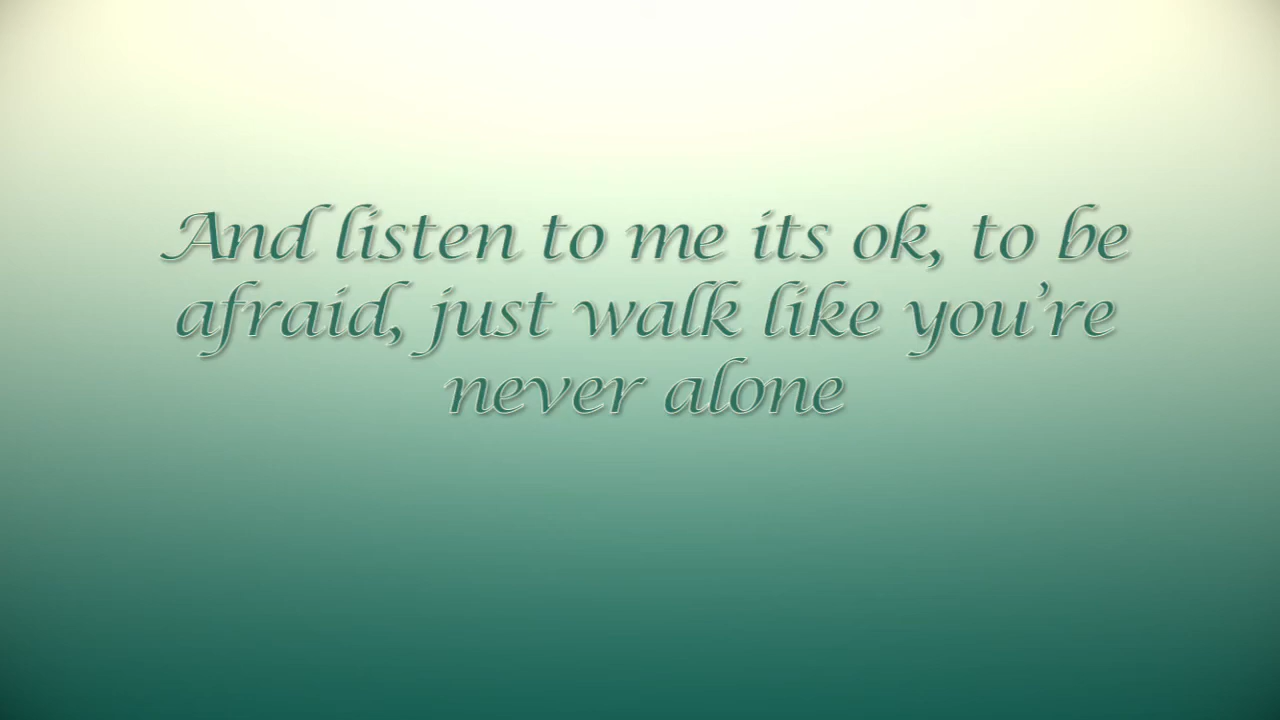 And listen to me its ok, to be
afraid, just walk like you're
never alone